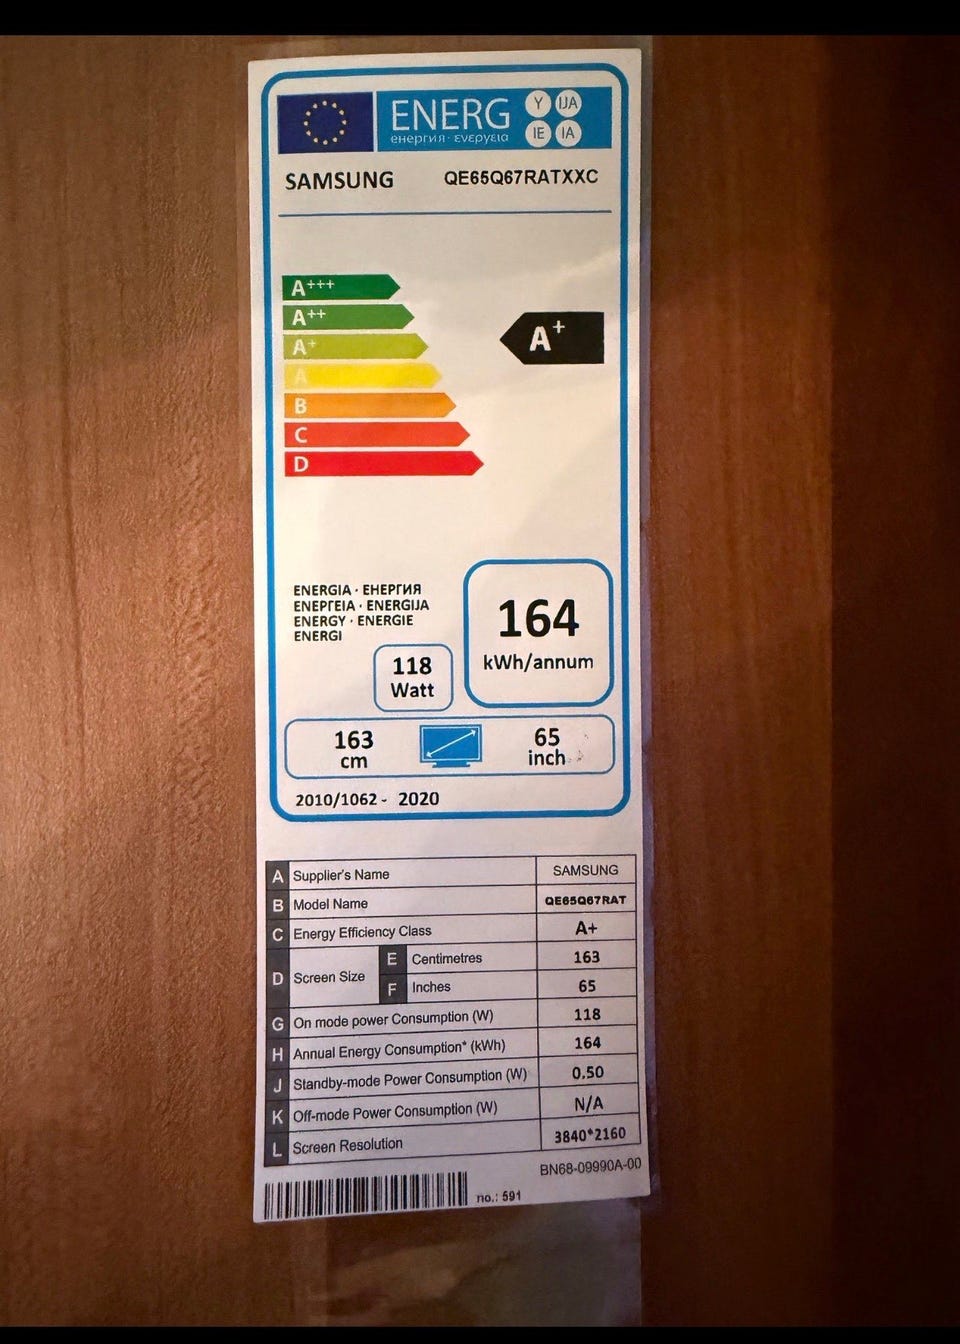 ENERG Y IJA
енергия · ενεργεια IE IA
SAMSUNG QE65Q67RATXXC
A+++
A++
A+ A+
A
B
C
D
ENERGIA · ЕНЕРГИЯ
ΕΝΕΡΓΕΙΑ · ENERGIJA
ENERGY · ENERGIE
ENERGI
164
kWh/annum
118
Watt
163
cm
65
inch
2010/1062 - 2020
A Supplier's Name SAMSUNG
B Model Name QE65Q67RAT
C Energy Efficiency Class A+
D Screen Size E Centimetres 163
F Inches 65
G On mode power Consumption (W) 118
H Annual Energy Consumption* (kWh) 164
J Standby-mode Power Consumption (W) 0.50
K Off-mode Power Consumption (W) N/A
L Screen Resolution 3840*2160
BN68-09990A-00
no.: 591